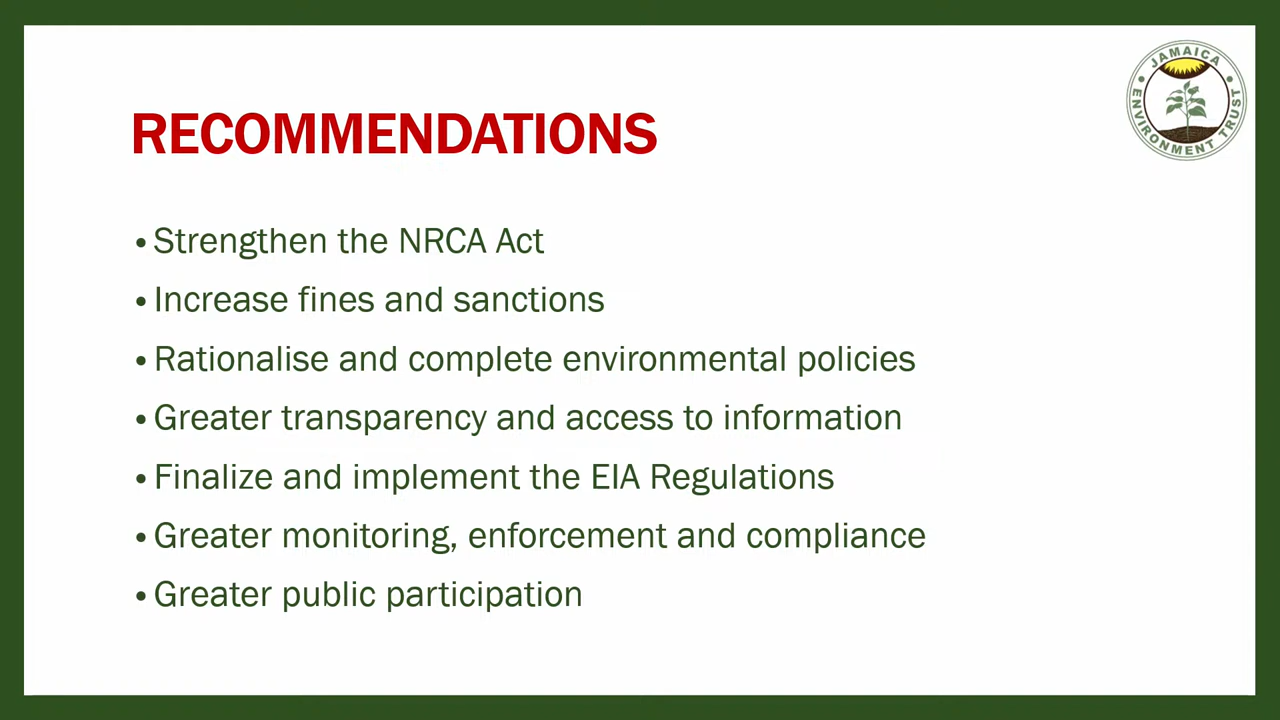 JAMAICA
ENVIRONMENT TRUST
RECOMMENDATIONS
• Strengthen the NRCA Act
• Increase fines and sanctions
• Rationalise and complete environmental policies
• Greater transparency and access to information
• Finalize and implement the EIA Regulations
• Greater monitoring, enforcement and compliance
• Greater public participation